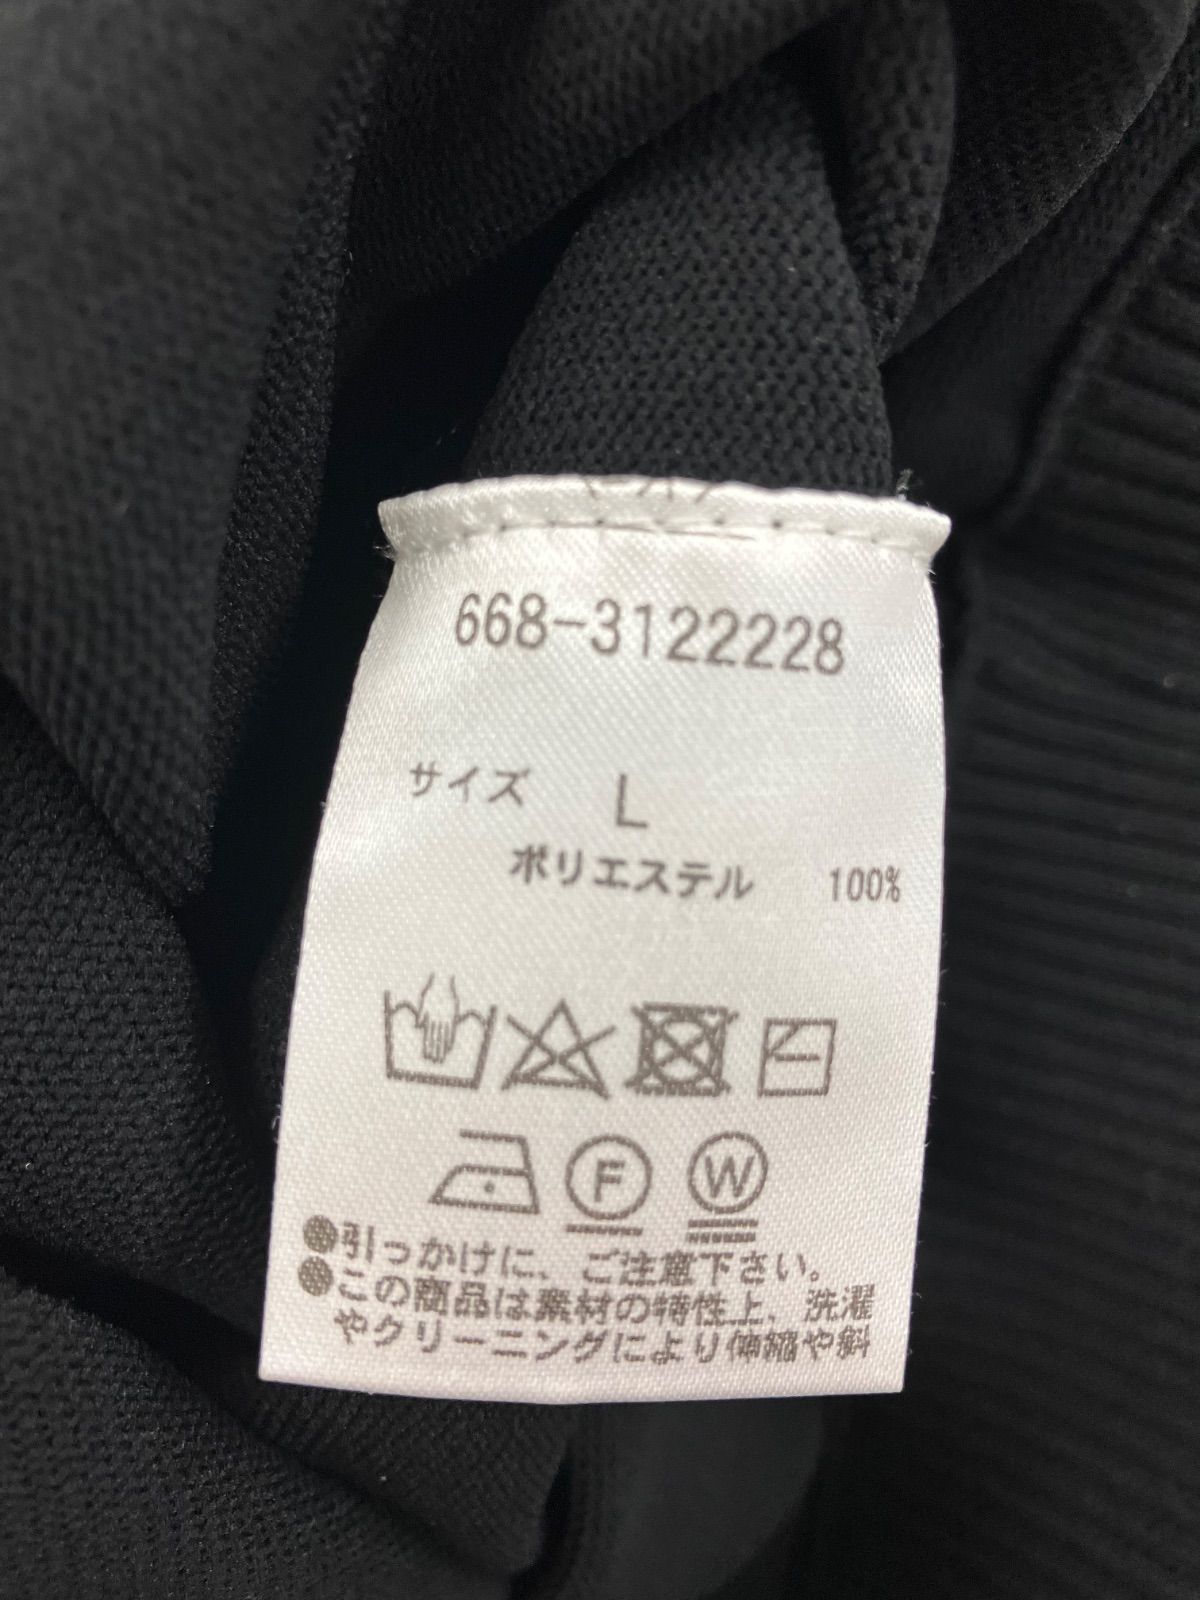 668-3122228
サイズ L
ポリエステル 100%
F W
●引っかけに、ご注意下さい。
●この商品は素材の特性上、洗濯
やクリーニングにより伸縮や斜